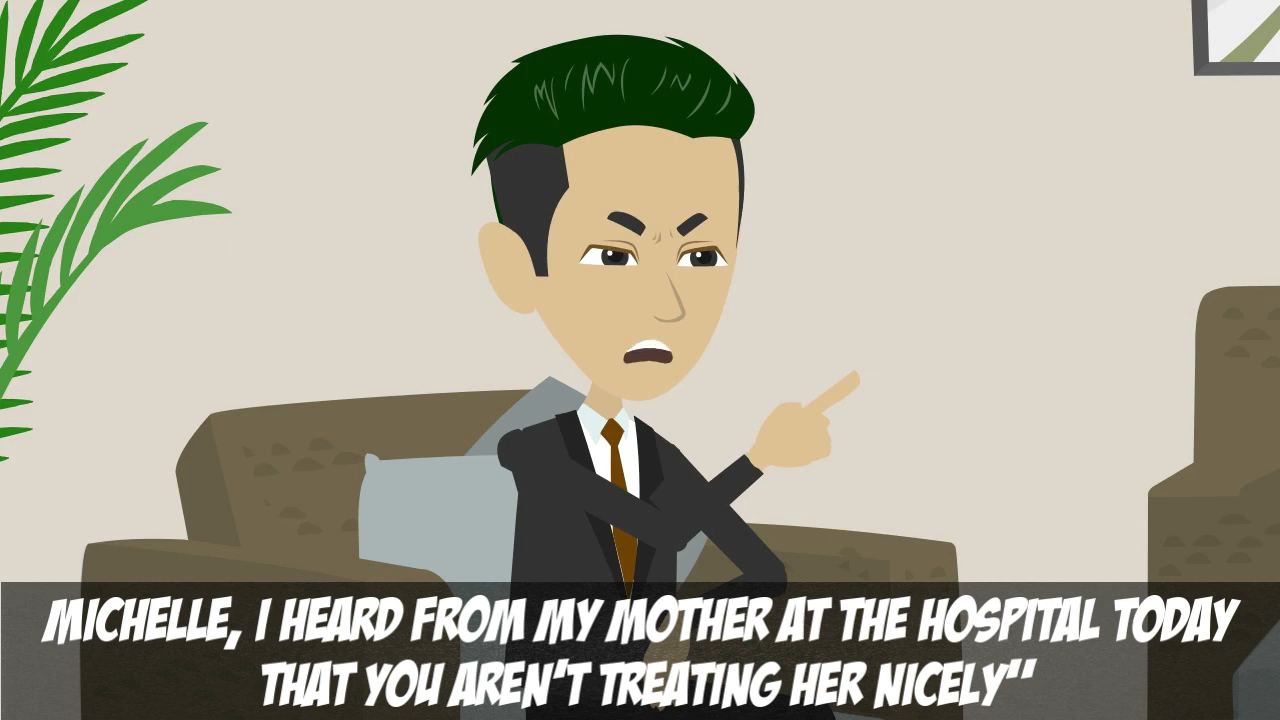 MICHELLE, I HEARD FROM MY MOTHER AT THE HOSPITAL TODAY
THAT YOU AREN'T TREATING HER NICELY"